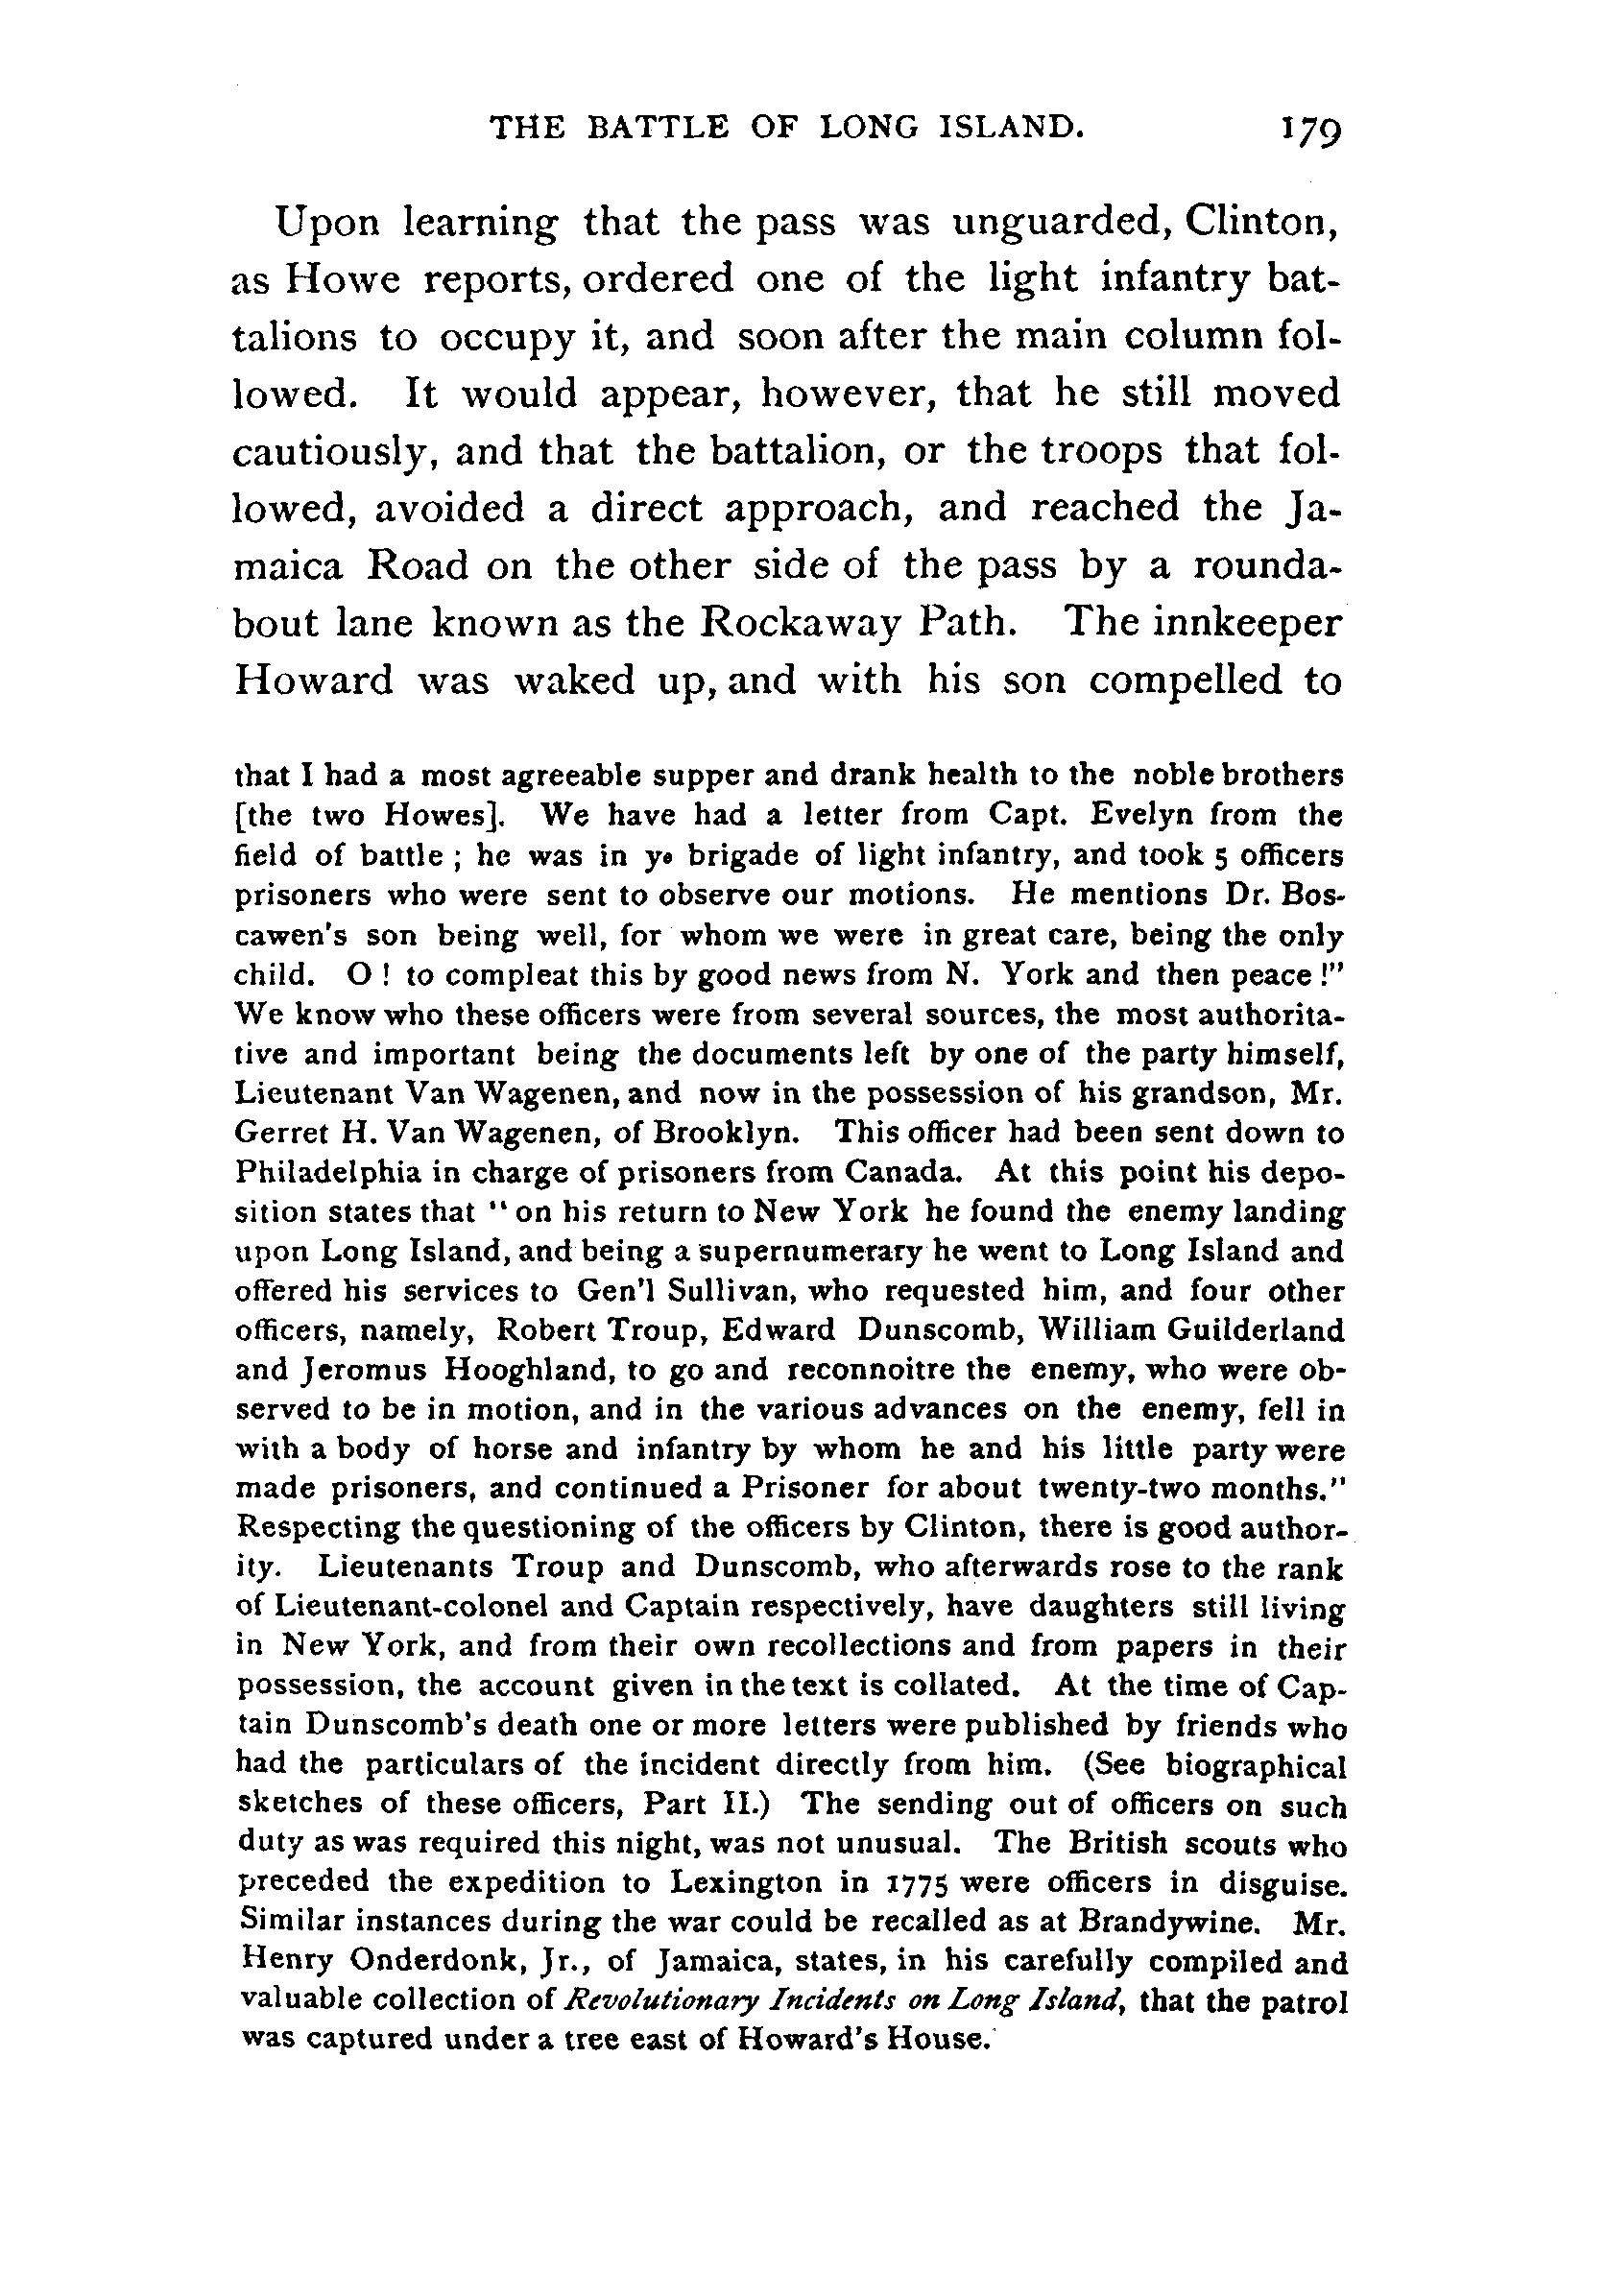 THE BATTLE OF LONG ISLAND. 179
Upon learning that the pass was unguarded, Clinton,
as Howe reports, ordered one of the light infantry bat-
talions to occupy it, and soon after the main column fol-
lowed. It would appear, however, that he still moved
cautiously, and that the battalion, or the troops that fol-
lowed, avoided a direct approach, and reached the Ja-
maica Road on the other side of the pass by a rounda-
bout lane known as the Rockaway Path. The innkeeper
Howard was waked up, and with his son compelled to
that I had a most agreeable supper and drank health to the noble brothers
[the two Howes]. We have had a letter from Capt. Evelyn from the
field of battle ; he was in ye brigade of light infantry, and took 5 officers
prisoners who were sent to observe our motions. He mentions Dr. Bos-
cawen's son being well, for whom we were in great care, being the only
child. O ! to compleat this by good news from N. York and then peace !"
We know who these officers were from several sources, the most authorita-
tive and important being the documents left by one of the party himself,
Lieutenant Van Wagenen, and now in the possession of his grandson, Mr.
Gerret H. Van Wagenen, of Brooklyn. This officer had been sent down to
Philadelphia in charge of prisoners from Canada. At this point his depo-
sition states that "on his return to New York he found the enemy landing
upon Long Island, and being a supernumerary he went to Long Island and
offered his services to Gen'l Sullivan, who requested him, and four other
officers, namely, Robert Troup, Edward Dunscomb, William Guilderland
and Jeromus Hooghland, to go and reconnoitre the enemy, who were ob-
served to be in motion, and in the various advances on the enemy, fell in
with a body of horse and infantry by whom he and his little party were
made prisoners, and continued a Prisoner for about twenty-two months."
Respecting the questioning of the officers by Clinton, there is good author-
ity. Lieutenants Troup and Dunscomb, who afterwards rose to the rank
of Lieutenant-colonel and Captain respectively, have daughters still living
in New York, and from their own recollections and from papers in their
possession, the account given in the text is collated. At the time of Cap-
tain Dunscomb's death one or more letters were published by friends who
had the particulars of the incident directly from him. (See biographical
sketches of these officers, Part II.) The sending out of officers on such
duty as was required this night, was not unusual. The British scouts who
preceded the expedition to Lexington in 1775 were officers in disguise.
Similar instances during the war could be recalled as at Brandywine. Mr.
Henry Onderdonk, Jr., of Jamaica, states, in his carefully compiled and
valuable collection of Revolutionary Incidents on Long Island, that the patrol
was captured under a tree east of Howard's House.